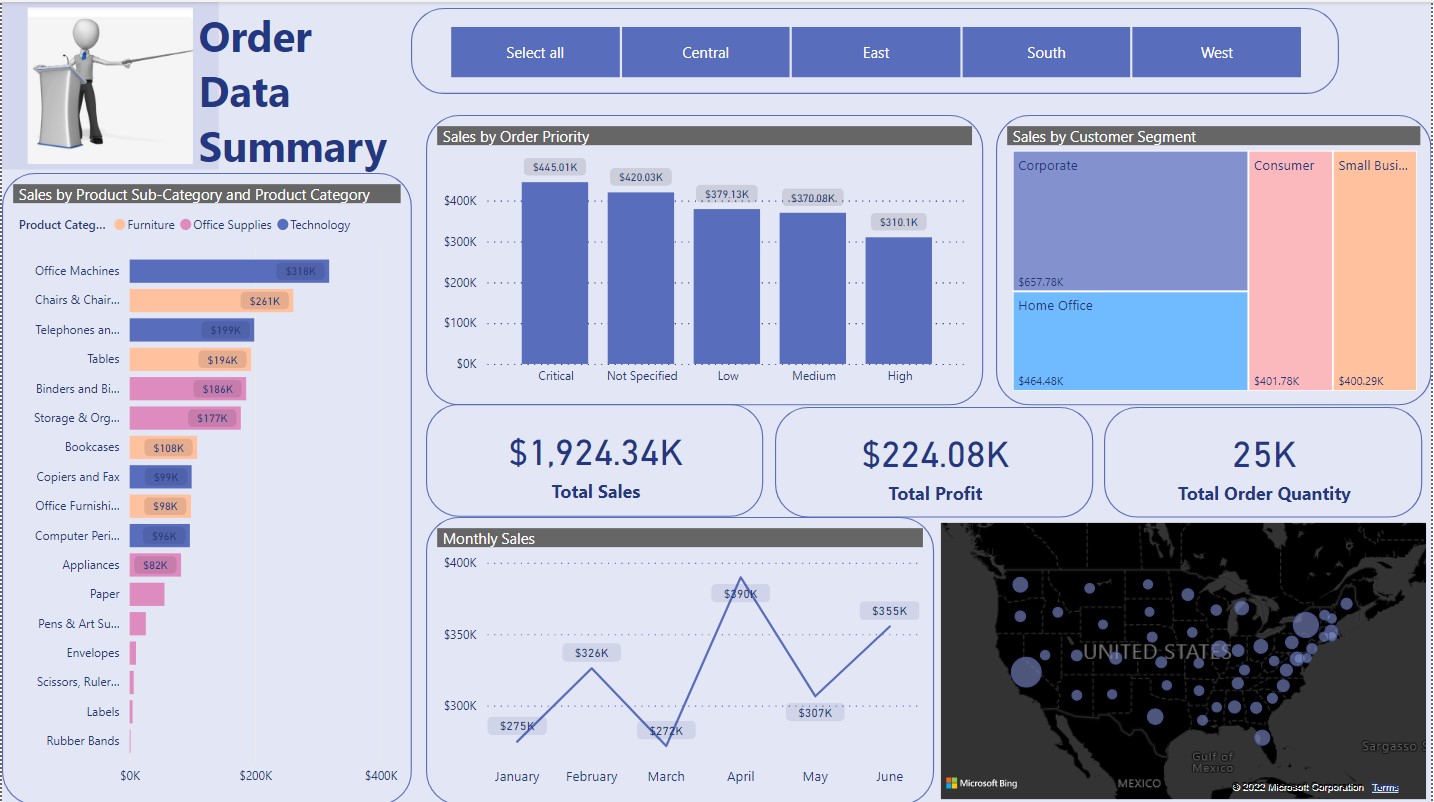 Order
Data
Summary
Select all
Central
East
South
West
Sales by Product Sub-Category and Product Category
Product Categ...
Furniture
Office Supplies
Technology
Office Machines
$318K
Chairs & Chair...
$261K
Telephones an...
$199K
Tables
$194K
Binders and Bi...
$186K
Storage & Org...
$177K
Bookcases
$108K
Copiers and Fax
$99K
Office Furnishi...
$98K
Computer Peri...
$96K
Appliances
$82K
Paper
Pens & Art Su...
Envelopes
Scissors, Ruler...
Labels
Rubber Bands
$0K
$200K
$400K
Sales by Order Priority
$445.01K
$420.03K
$379.13K
$370.08K
$310.1K
$400K
$300K
$200K
$100K
$0K
Critical
Not Specified
Low
Medium
High
Sales by Customer Segment
Corporate
$657.78K
Home Office
$464.48K
Consumer
$401.78K
Small Busi...
$400.29K
$1,924.34K
Total Sales
$224.08K
Total Profit
25K
Total Order Quantity
Monthly Sales
$400K
$350K
$300K
$275K
$326K
$272K
$390K
$307K
$355K
January
February
March
April
May
June
UNITED STATES
Gulf of
Mexico
MEXICO
Sargasso S
Microsoft Bing
© 2022 Microsoft Corporation
Terms